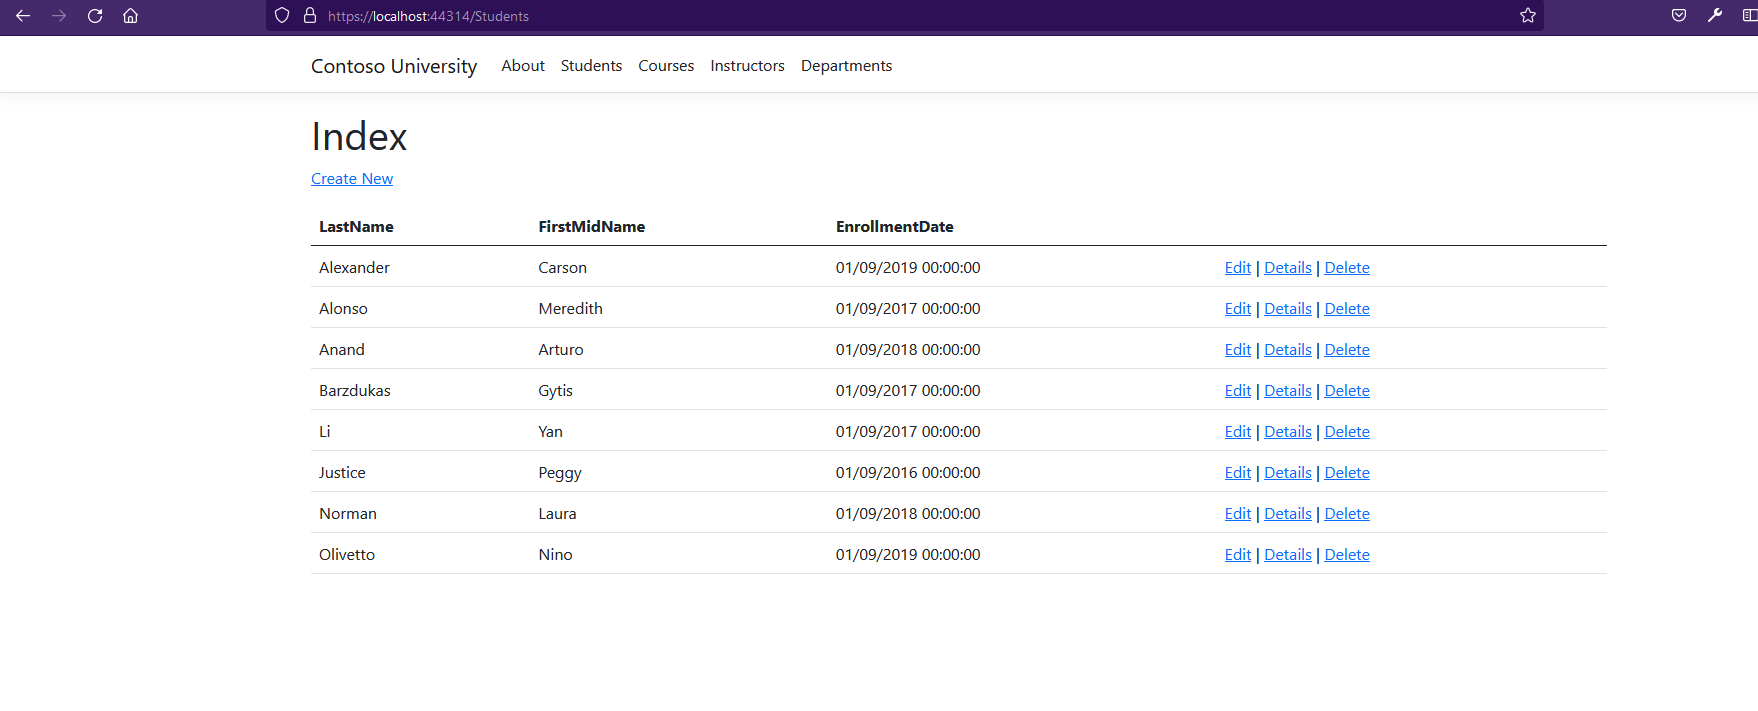 https://localhost:44314/Students
Contoso University About Students Courses Instructors Departments
Index
Create New
LastName FirstMidName EnrollmentDate
Alexander Carson 01/09/2019 00:00:00 Edit | Details | Delete
Alonso Meredith 01/09/2017 00:00:00 Edit | Details | Delete
Anand Arturo 01/09/2018 00:00:00 Edit | Details | Delete
Barzdukas Gytis 01/09/2017 00:00:00 Edit | Details | Delete
Li Yan 01/09/2017 00:00:00 Edit | Details | Delete
Justice Peggy 01/09/2016 00:00:00 Edit | Details | Delete
Norman Laura 01/09/2018 00:00:00 Edit | Details | Delete
Olivetto Nino 01/09/2019 00:00:00 Edit | Details | Delete